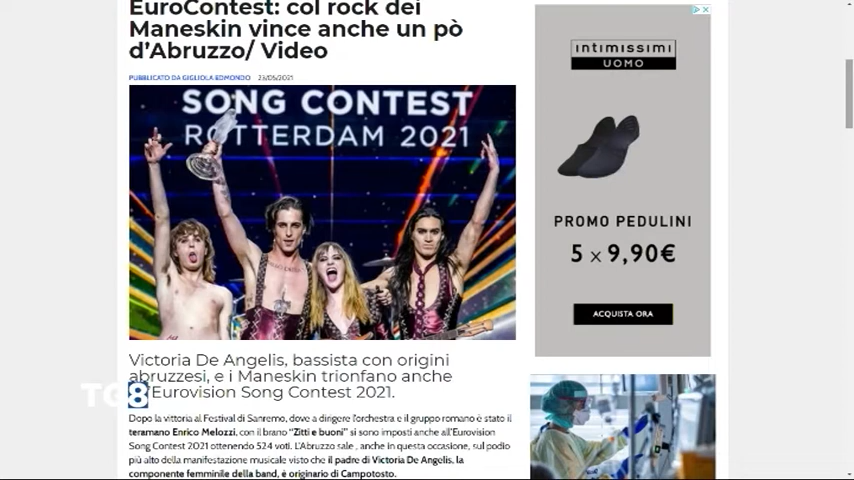 EuroContest: col rock dei
Maneskin vince anche un pò
d'Abruzzo/ Video
PUBBLICATO DA GIGLIOLA EDMONDO 23/05/2021
SONG CONTEST
ROTTERDAM 2021
Victoria De Angelis, bassista con origini
abruzzesi, e i Maneskin trionfano anche
Eurovision Song Contest 2021.
TG8
Dopo la vittoria al Festival di Sanremo, dove a dirigere l'orchestra e il gruppo romano è stato il
teramano Enrico Melozzi, con il brano "Zitti e buoni" si sono imposti anche all'Eurovision
Song Contest 2021 ottenendo 524 voti. L'Abruzzo sale , anche in questa occasione, sul podio
più alto della manifestazione musicale visto che il padre di Victoria De Angelis, la
componente femminile della band, è originario di Campotosto.
intimissimi
UOMO
PROMO PEDULINI
5 x 9,90€
ACQUISTA ORA